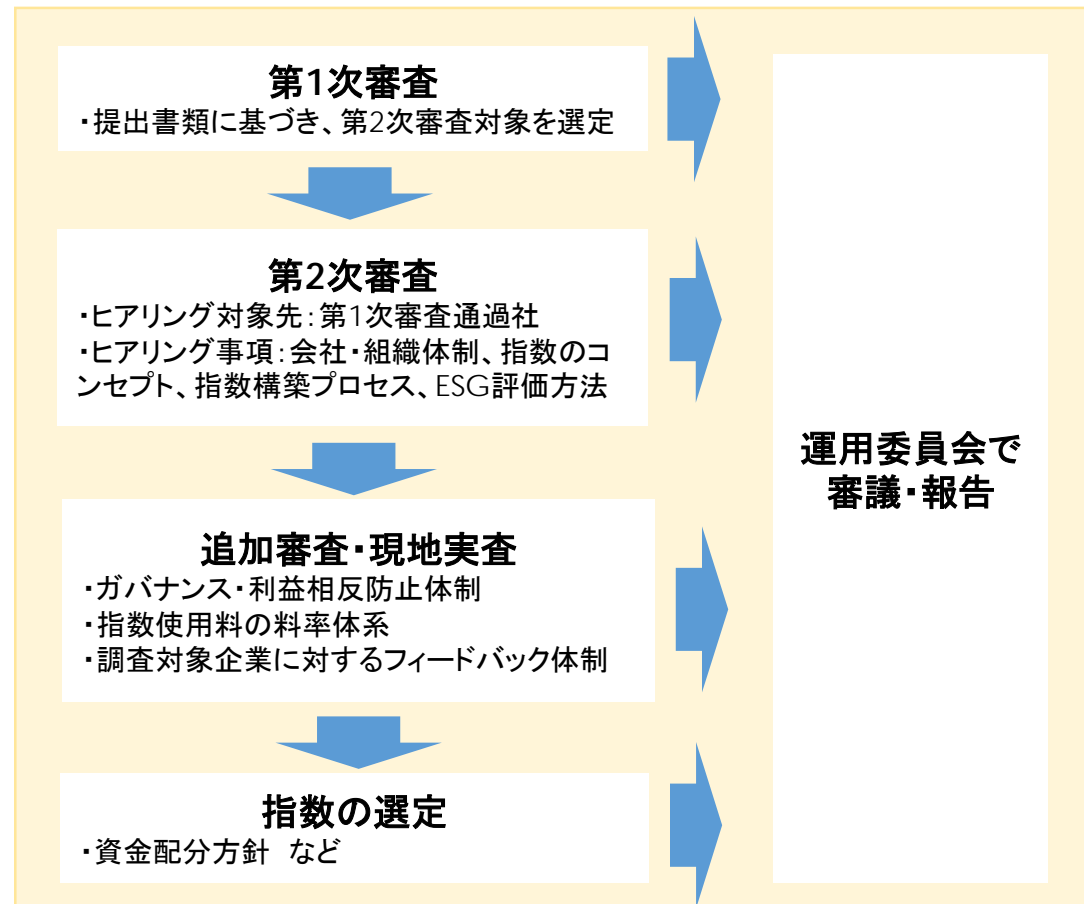 第1次審査
・提出書類に基づき、第2次審査対象を選定
第2次審査
・ヒアリング対象先：第1次審査通過社
・ヒアリング事項：会社・組織体制、指数のコ
ンセプト、指数構築プロセス、ESG評価方法
追加審査・現地実査
・ガバナンス・利益相反防止体制
・指数使用料の料率体系
・調査対象企業に対するフィードバック体制
指数の選定
・資金配分方針　など
運用委員会で
審議・報告